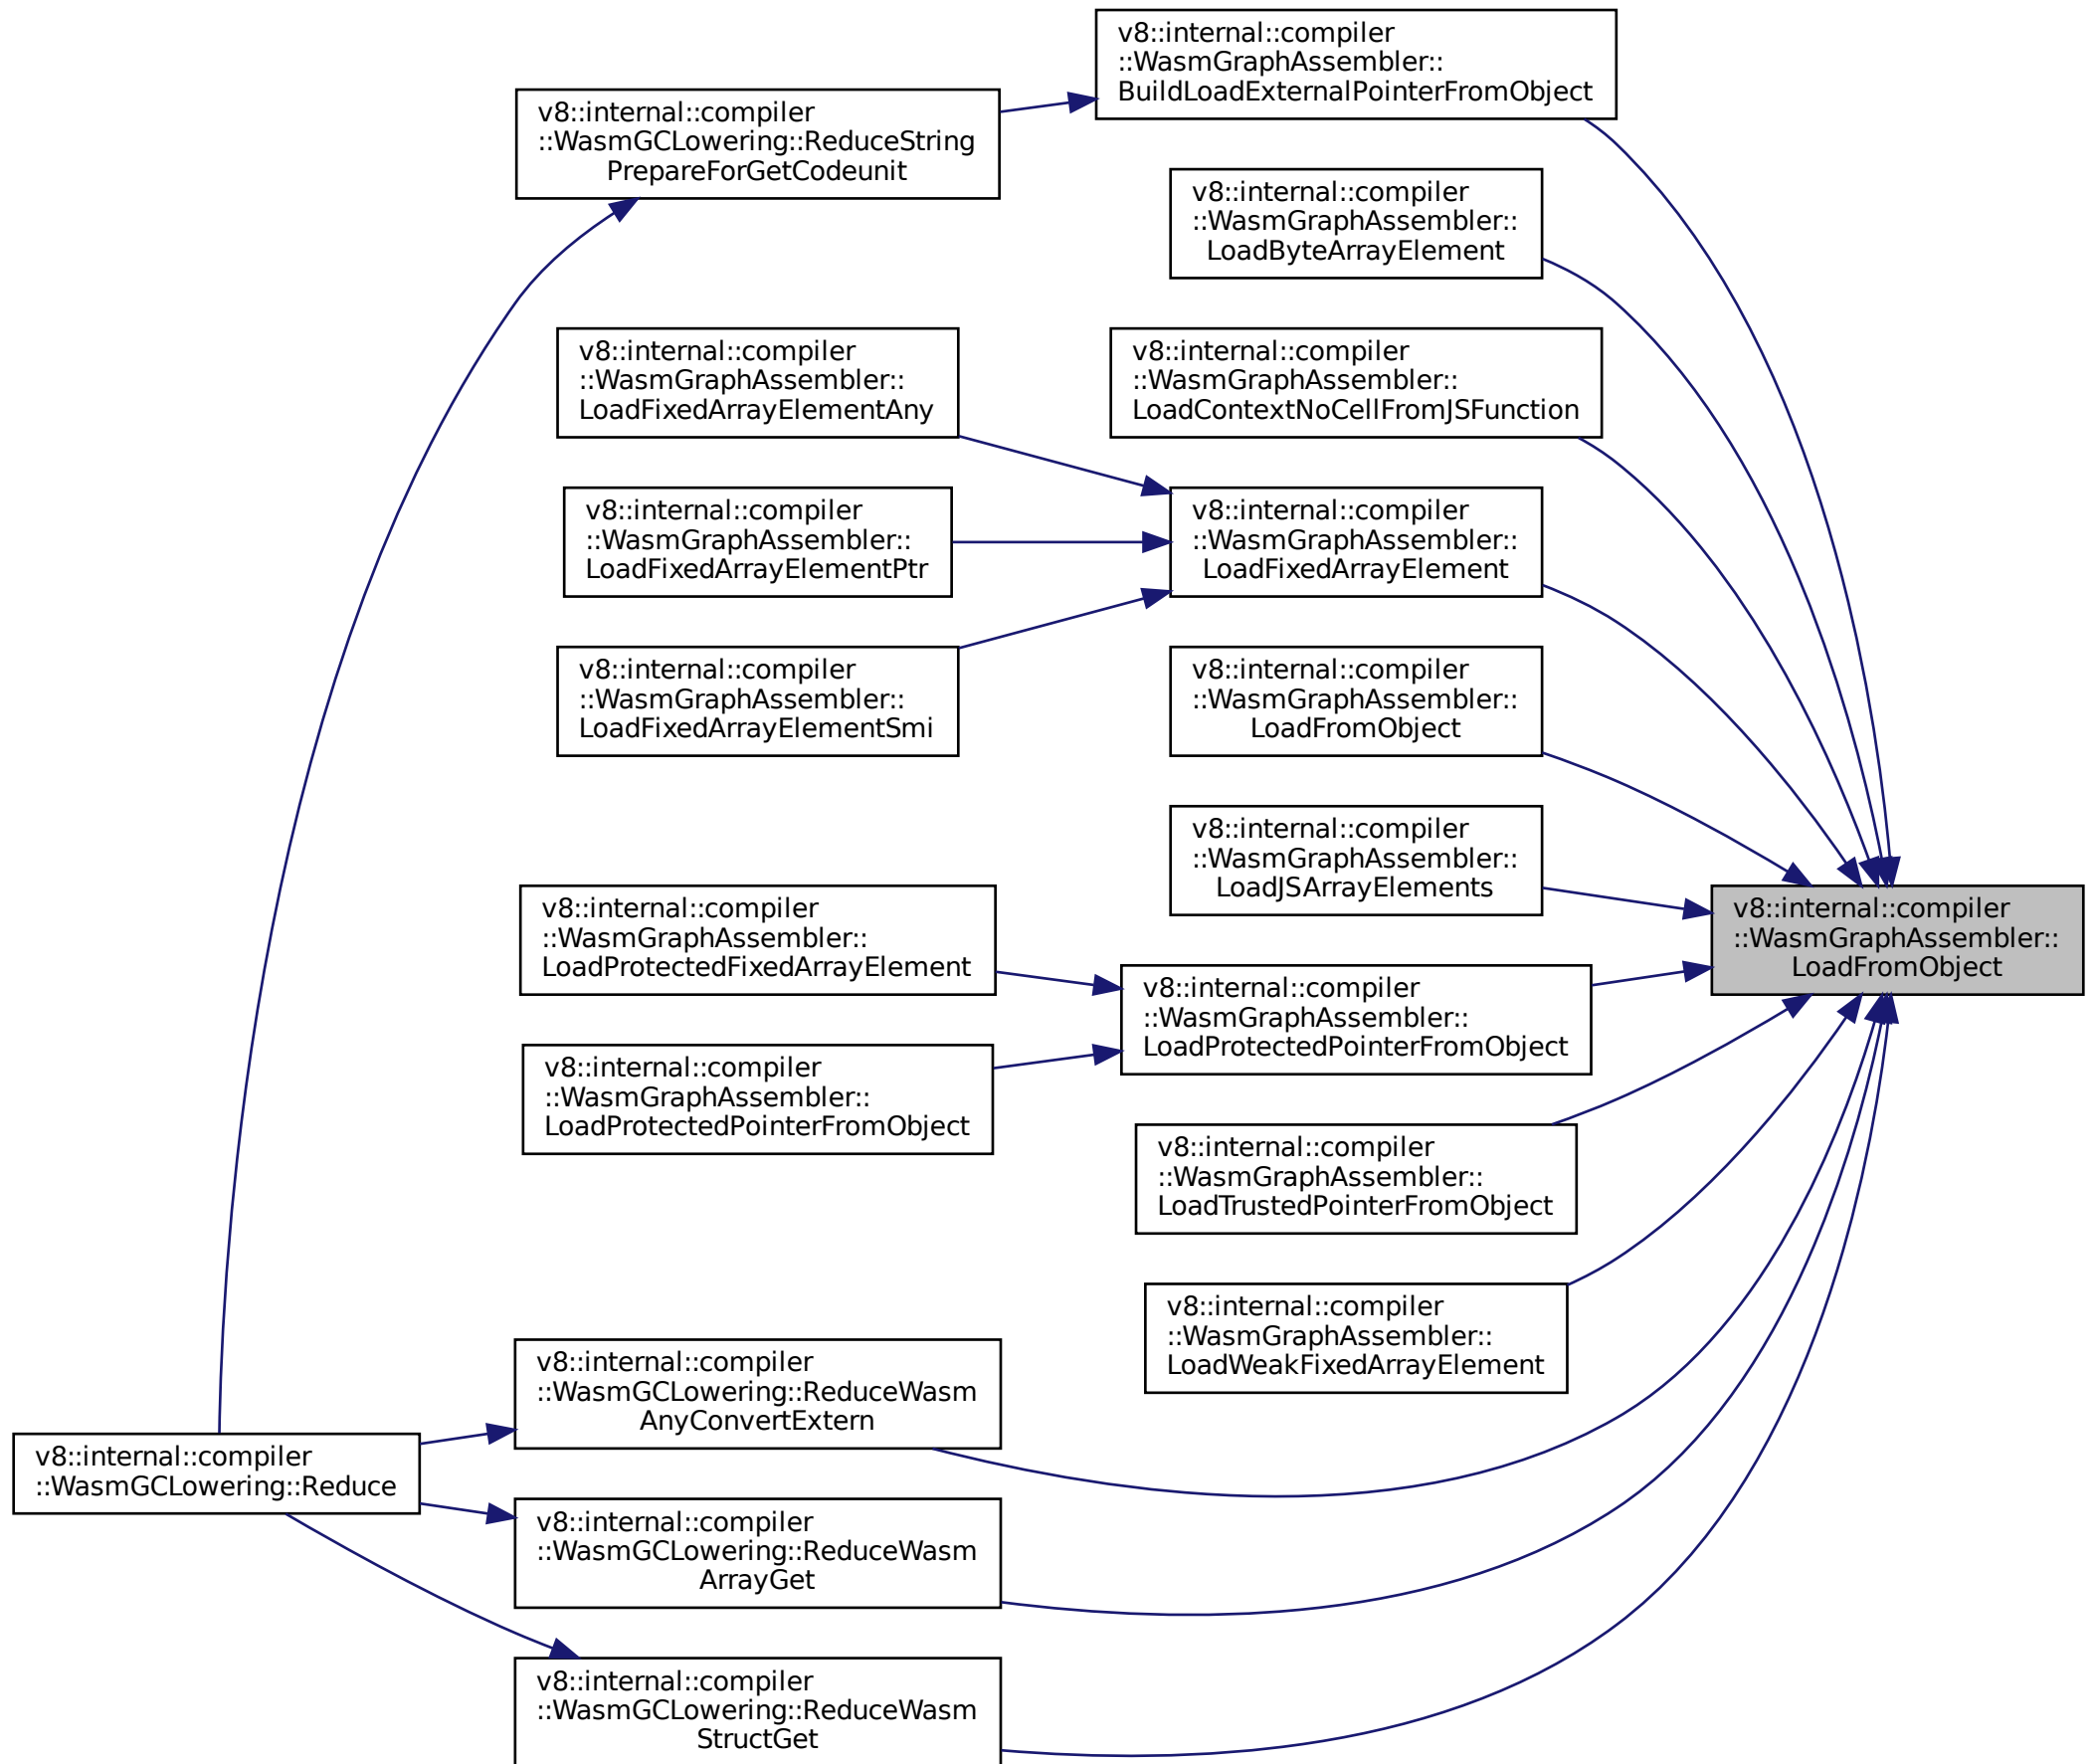 v8::internal::compiler
::WasmGraphAssembler::
BuildLoadExternalPointerFromObject
v8::internal::compiler
::WasmGCLowering::ReduceString
PrepareForGetCodeunit
v8::internal::compiler
::WasmGraphAssembler::
LoadByteArrayElement
v8::internal::compiler
::WasmGraphAssembler::
LoadFixedArrayElementAny
v8::internal::compiler
::WasmGraphAssembler::
LoadContextNoCellFromJSFunction
v8::internal::compiler
::WasmGraphAssembler::
LoadFixedArrayElementPtr
v8::internal::compiler
::WasmGraphAssembler::
LoadFixedArrayElement
v8::internal::compiler
::WasmGraphAssembler::
LoadFixedArrayElementSmi
v8::internal::compiler
::WasmGraphAssembler::
LoadFromObject
v8::internal::compiler
::WasmGraphAssembler::
LoadJSArrayElements
v8::internal::compiler
::WasmGraphAssembler::
LoadProtectedFixedArrayElement
v8::internal::compiler
::WasmGraphAssembler::
LoadFromObject
v8::internal::compiler
::WasmGraphAssembler::
LoadProtectedPointerFromObject
v8::internal::compiler
::WasmGraphAssembler::
LoadProtectedPointerFromObject
v8::internal::compiler
::WasmGraphAssembler::
LoadTrustedPointerFromObject
v8::internal::compiler
::WasmGraphAssembler::
LoadWeakFixedArrayElement
v8::internal::compiler
::WasmGCLowering::ReduceWasm
AnyConvertExtern
v8::internal::compiler
::WasmGCLowering::Reduce
v8::internal::compiler
::WasmGCLowering::ReduceWasm
ArrayGet
v8::internal::compiler
::WasmGCLowering::ReduceWasm
StructGet